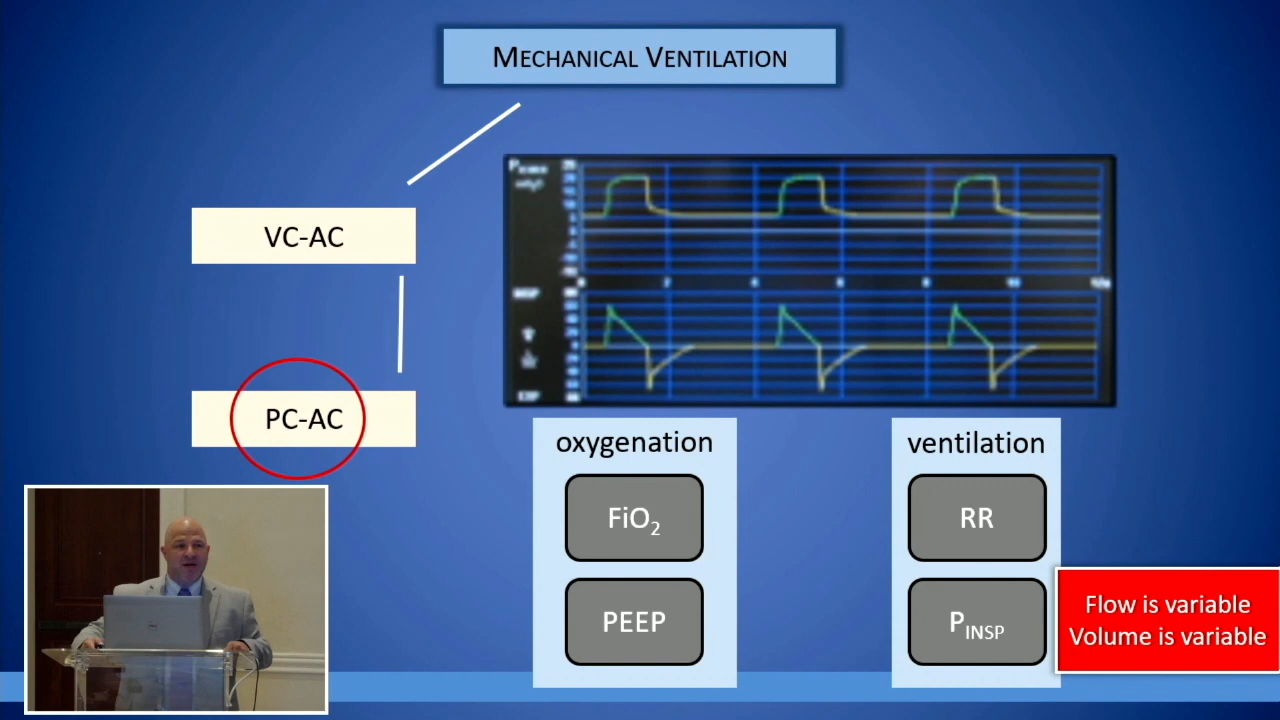 MECHANICAL VENTILATION
VC-AC
PC-AC
oxygenation
FiO₂
PEEP
ventilation
RR
PINSP
Flow is variable
Volume is variable